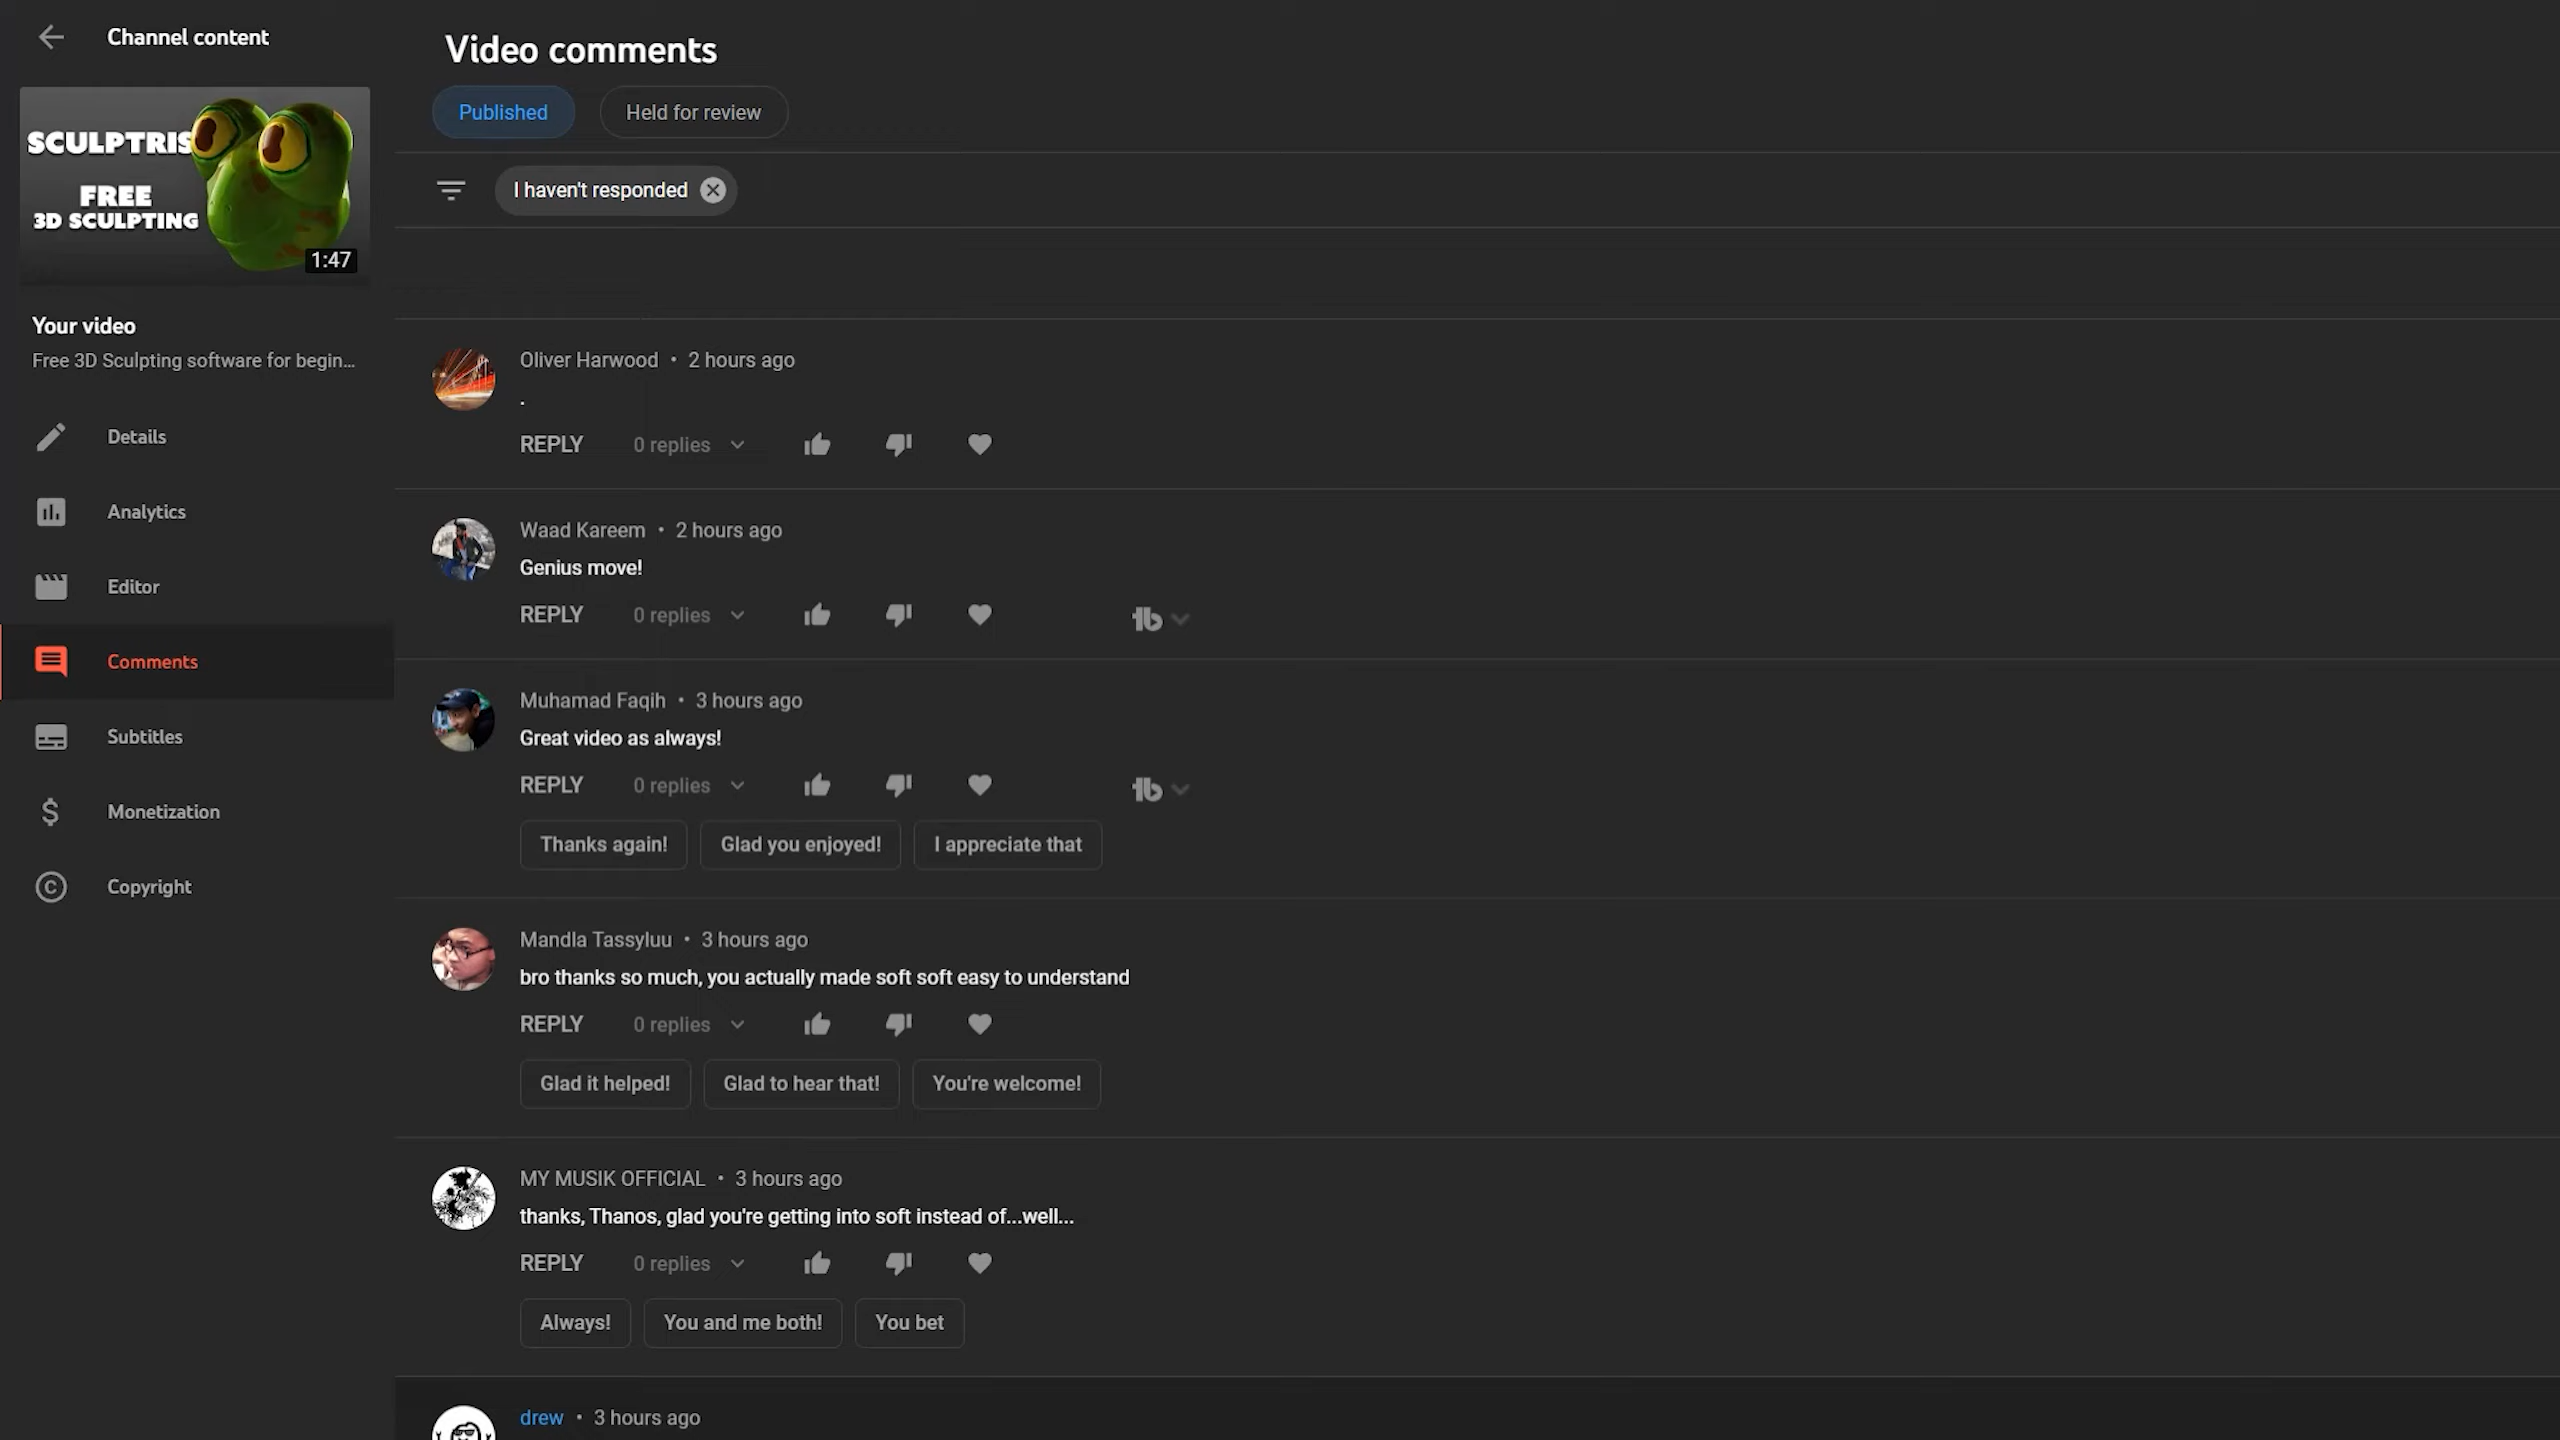 Channel content
SCULPTRIS
FREE
3D SCULPTING
1:47
Your video
Free 3D Sculpting software for begin...
Details
Analytics
Editor
Comments
Subtitles
Monetization
Copyright
Video comments
Published
Held for review
I haven't responded
Oliver Harwood • 2 hours ago
.
REPLY 0 replies
Waad Kareem • 2 hours ago
Genius move!
REPLY 0 replies
Muhamad Faqih • 3 hours ago
Great video as always!
REPLY 0 replies
Thanks again! Glad you enjoyed! I appreciate that
Mandla Tassyluu • 3 hours ago
bro thanks so much, you actually made soft soft easy to understand
REPLY 0 replies
Glad it helped! Glad to hear that! You're welcome!
MY MUSIK OFFICIAL • 3 hours ago
thanks, Thanos, glad you're getting into soft instead of...well...
REPLY 0 replies
Always! You and me both! You bet
drew • 3 hours ago